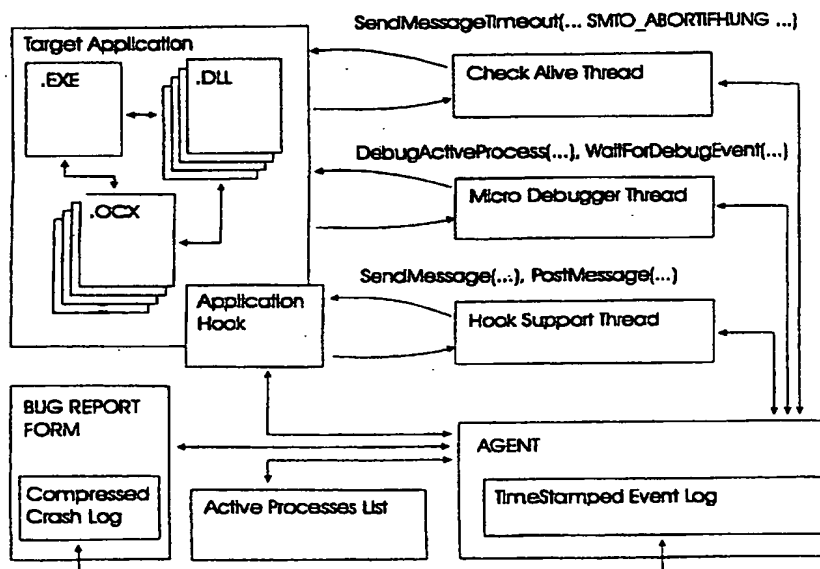 SendMessageTimeout(... SMTO_ABORTIFHUNG ...)
Target Application
.EXE
.DLL
Check Alive Thread
DebugActiveProcess(...), WaitForDebugEvent(...)
Micro Debugger Thread
.OCX
SendMessage(...), PostMessage(...)
Application
Hook
Hook Support Thread
BUG REPORT
FORM
AGENT
Compressed
Crash Log
Active Processes List
TimeStamped Event Log